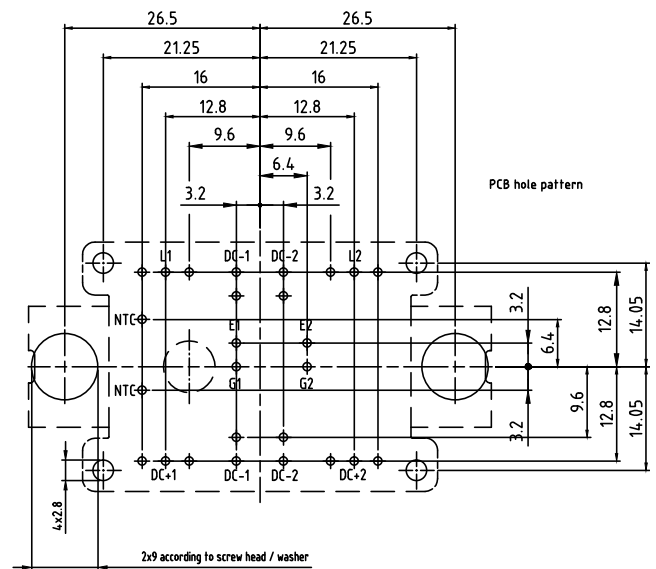 26.5 26.5
21.25 21.25
16 16
12.8 12.8
9.6 9.6
6.4
3.2 3.2
PCB hole pattern
L1 DC-1 DC-2 L2
NTC
E1 E2
3.2
6.4
12.8
14.05
G1 G2
NTC
3.2
9.6
12.8
14.05
DC+1 DC-1 DC-2 DC+2
4x2.8
2x9 according to screw head / washer